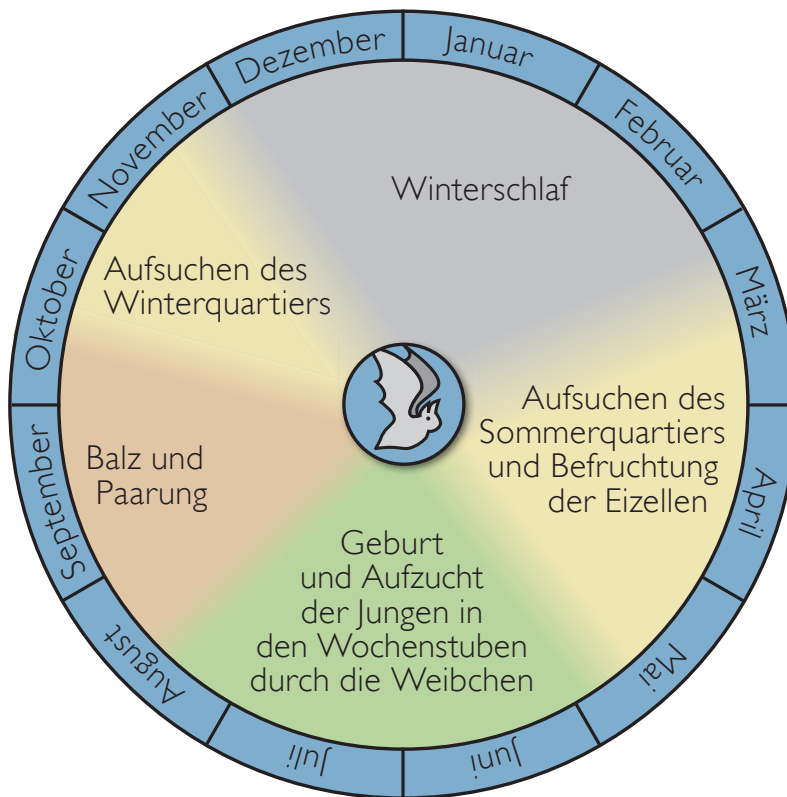 Januar
Februar
März
April
Mai
Juni
Juli
August
September
Oktober
November
Dezember
Winterschlaf
Aufsuchen des
Sommerquartiers
und Befruchtung
der Eizellen
Geburt
und Aufzucht
der Jungen in
den Wochenstuben
durch die Weibchen
Balz und
Paarung
Aufsuchen des
Winterquartiers